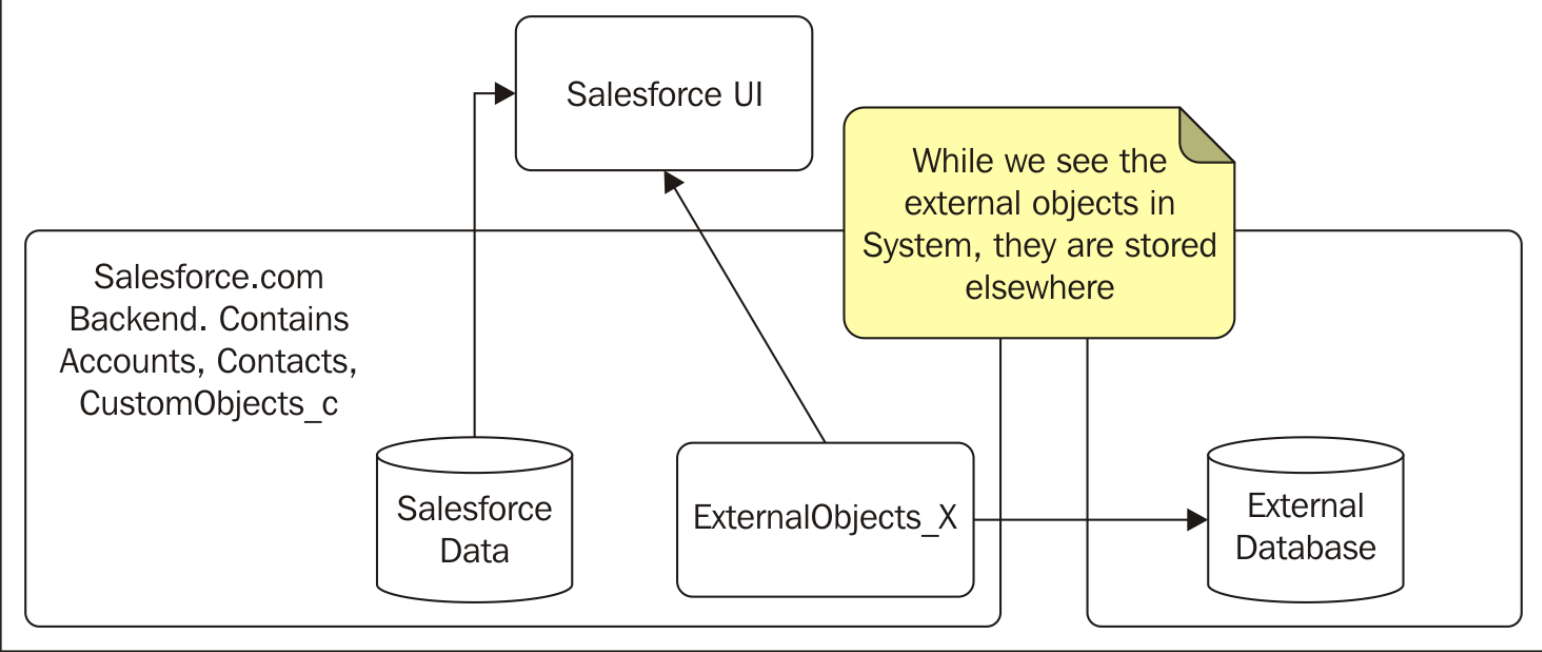 Salesforce UI
While we see the
external objects in
System, they are stored
elsewhere
Salesforce.com
Backend. Contains
Accounts, Contacts,
CustomObjects_c
Salesforce
Data
ExternalObjects_X
External
Database